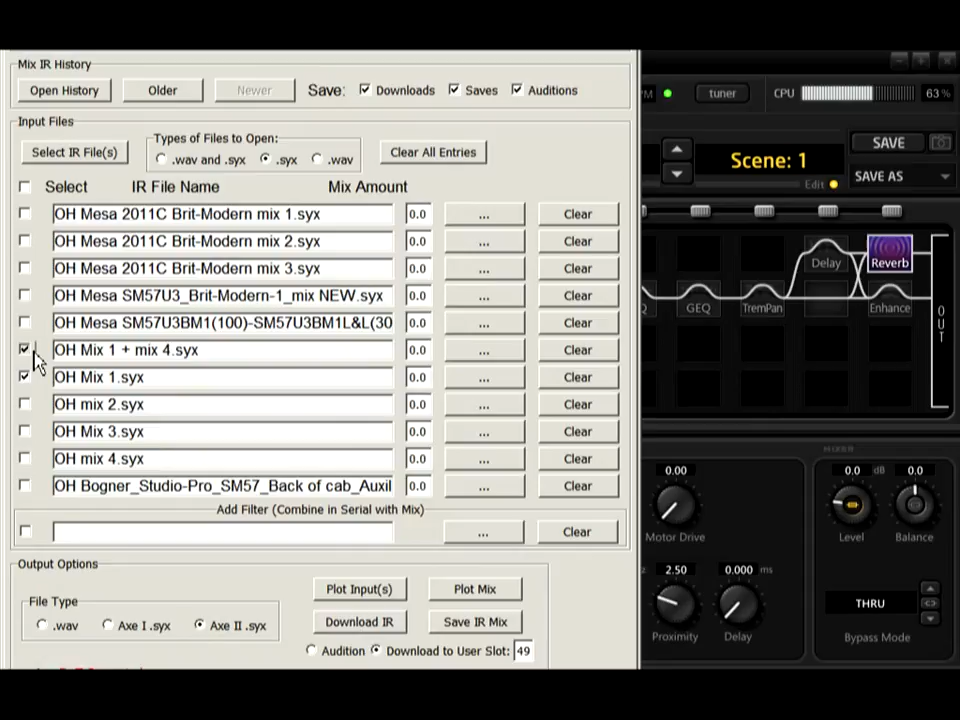 Mix IR History
Open History Older Newer Save: Downloads Saves Auditions
Input Files
Select IR File(s) Types of Files to Open: .wav and .syx .syx .wav Clear All Entries
Select IR File Name Mix Amount
OH Mesa 2011C Brit-Modern mix 1.syx 0.0 ... Clear
OH Mesa 2011C Brit-Modern mix 2.syx 0.0 ... Clear
OH Mesa 2011C Brit-Modern mix 3.syx 0.0 ... Clear
OH Mesa SM57U3_Brit-Modern-1_mix NEW.syx 0.0 ... Clear
OH Mesa SM57U3BM1(100)-SM57U3BM1L&L(30 0.0 ... Clear
OH Mix 1 + mix 4.syx 0.0 ... Clear
OH Mix 1.syx 0.0 ... Clear
OH mix 2.syx 0.0 ... Clear
OH Mix 3.syx 0.0 ... Clear
OH mix 4.syx 0.0 ... Clear
OH Bogner_Studio-Pro_SM57_Back of cab_Auxil 0.0 ... Clear
Add Filter (Combine in Serial with Mix)
... Clear
Output Options
Plot Input(s) Plot Mix
File Type
.wav Axe I .syx Axe II .syx
Download IR Save IR Mix
Audition Download to User Slot: 49
tuner CPU 63 %
Scene: 1
Edit
SAVE
SAVE AS
Delay Reverb
GEQ TremPan Enhance
OUT
MIXER
0.00 0.0 dB 0.0
Motor Drive Level Balance
2.50 0.000 ms
Proximity Delay
THRU
Bypass Mode